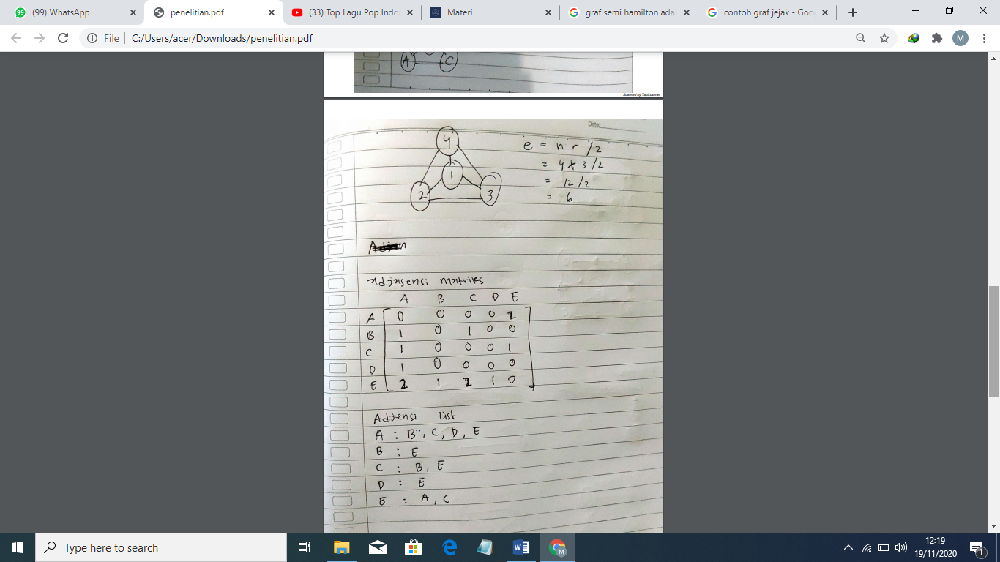 (99) WhatsApp
penelitian.pdf
(33) Top Lagu Pop Indo
Materi
graf semi hamilton ada
contoh graf jejak - Goo
File | C:/Users/acer/Downloads/penelitian.pdf
M
A C
Scanned by TapScanner
Date:
4
1
2 3
e = n r / 2
= 4 x 3 / 2
= 12 / 2
= 6
Adjasensi matriks
A B C D E
A 0 0 0 0 2
B 1 0 1 0 0
C 1 0 0 0 1
D 1 0 0 0 0
E 2 1 2 1 0
Adjensi list
A : B, C, D, E
B : E
C : B, E
D : E
E : A, C
Type here to search
12:19
19/11/2020
1